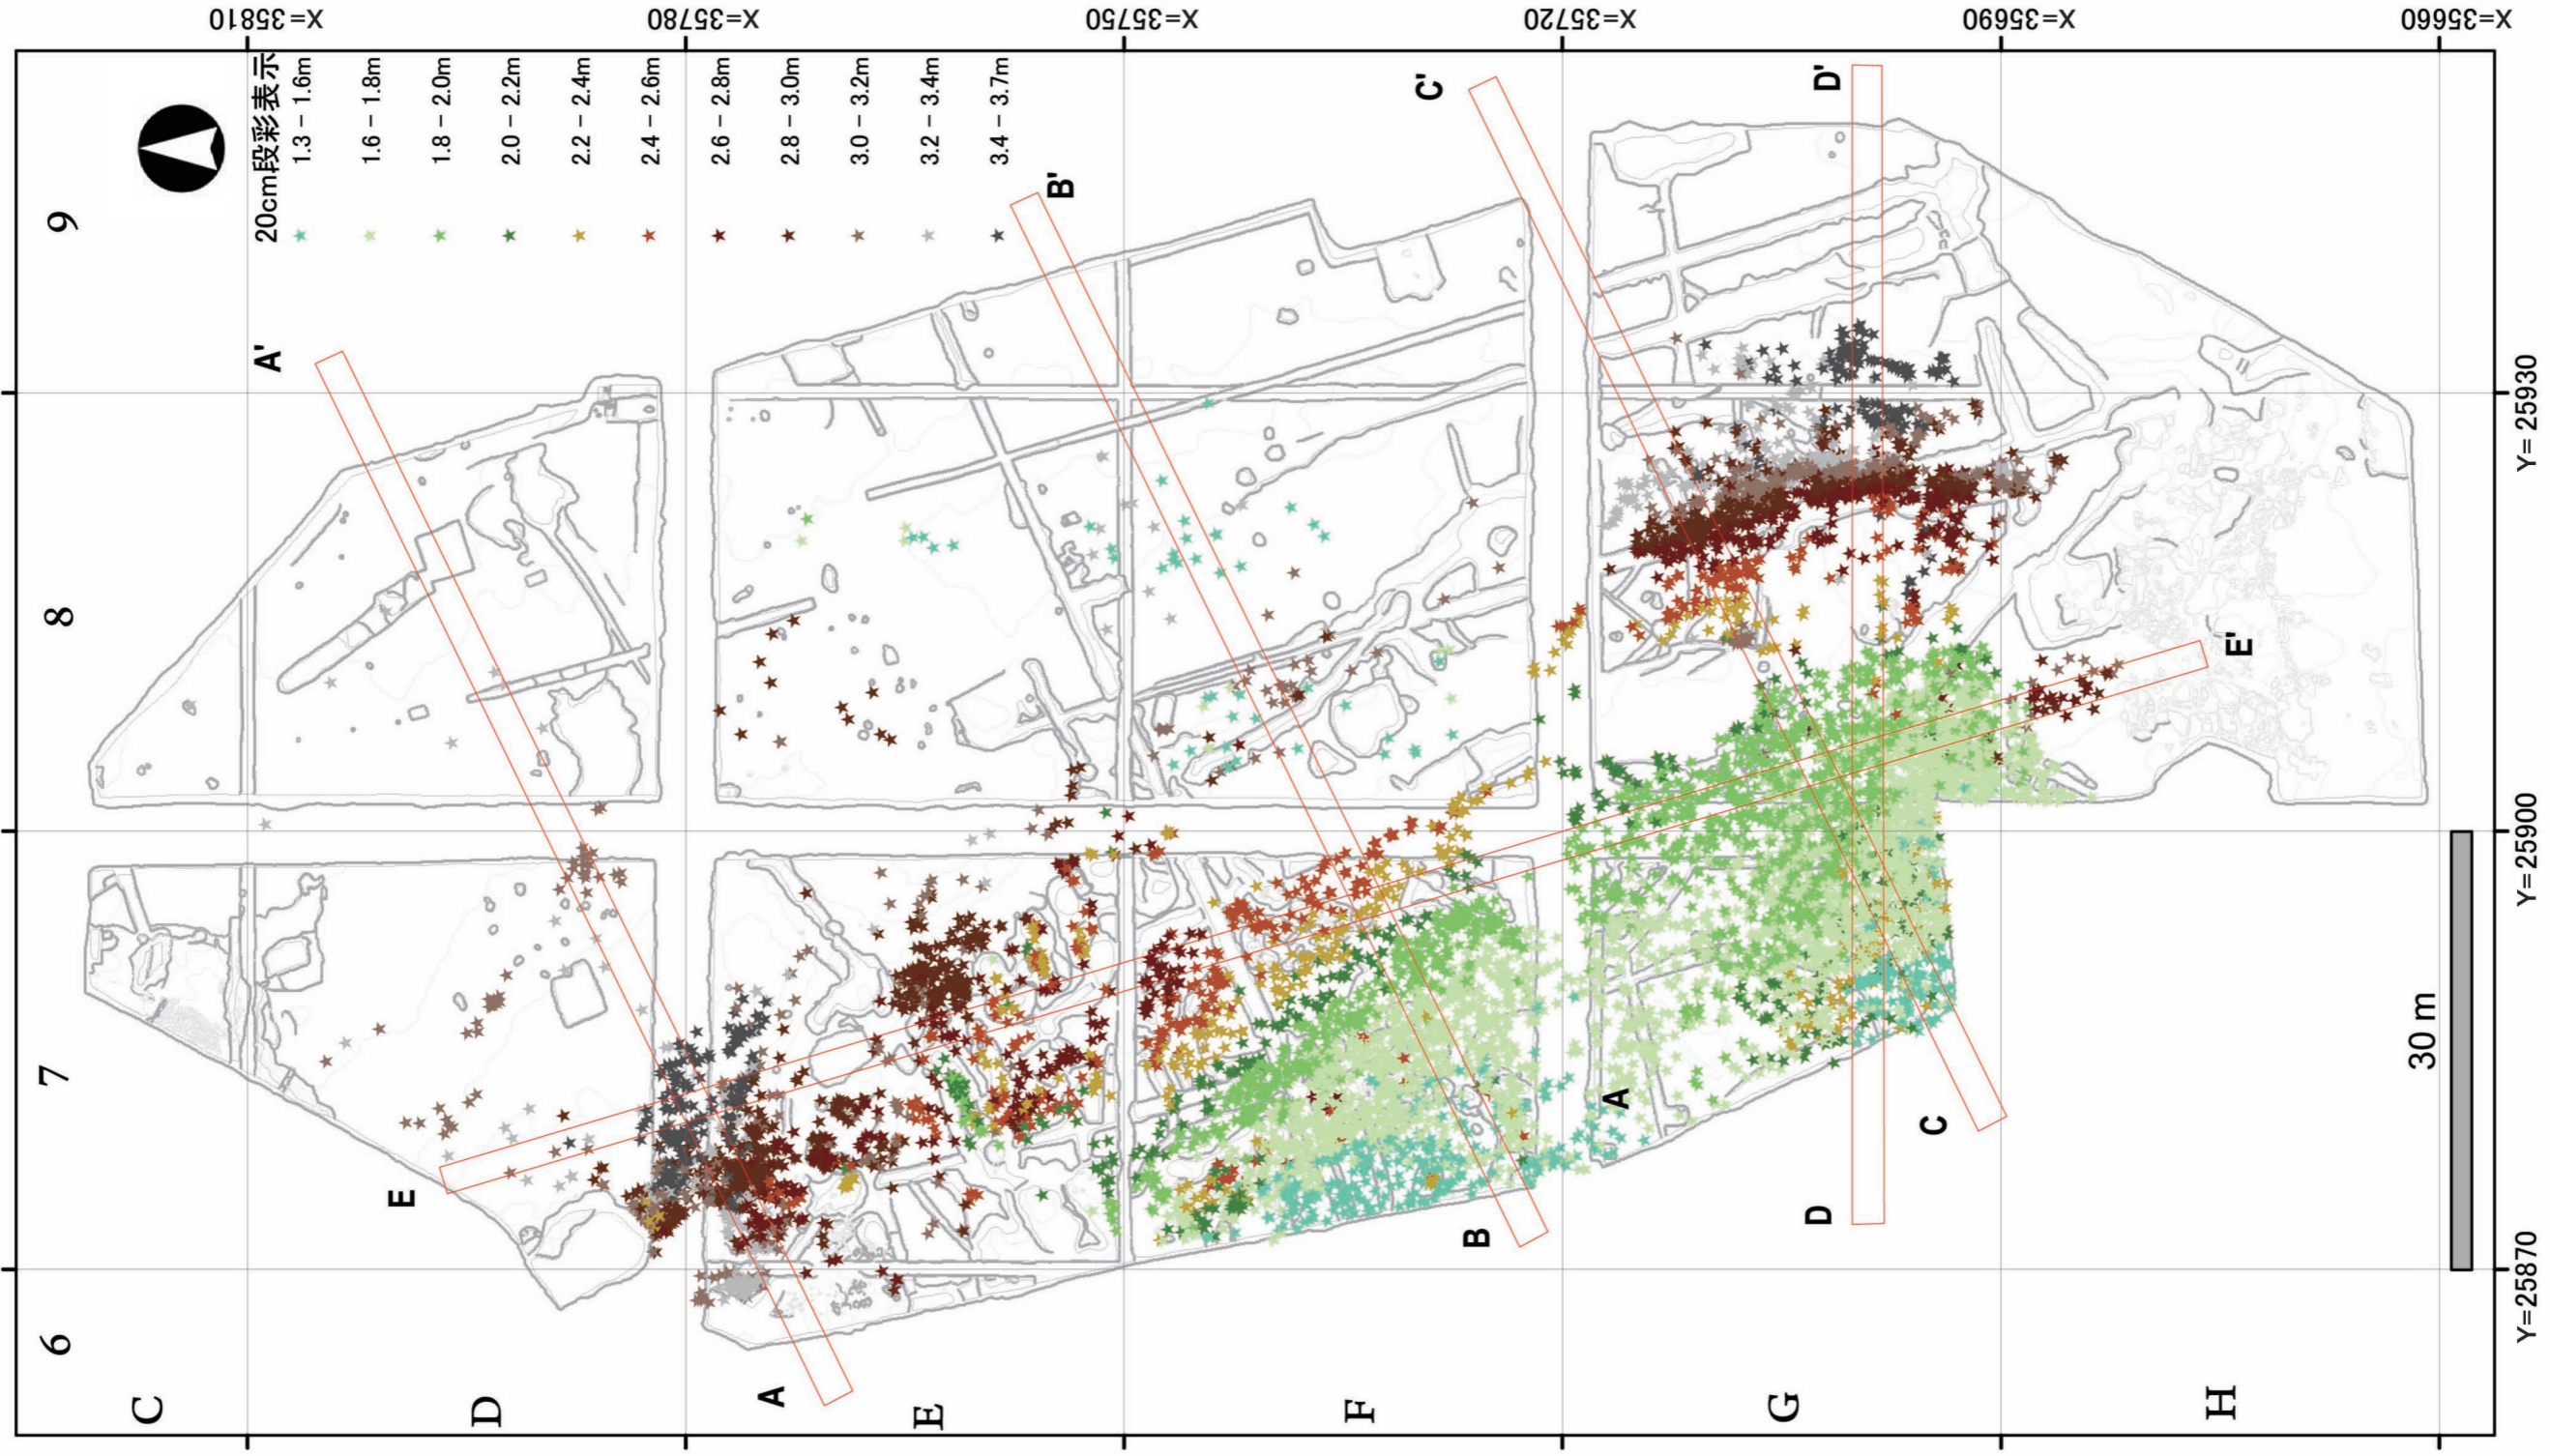 X=35810
X=35780
X=35750
X=35720
X=35690
X=35660
20cm段彩表示
1.3 - 1.6m
1.6 - 1.8m
1.8 - 2.0m
2.0 - 2.2m
2.2 - 2.4m
2.4 - 2.6m
2.6 - 2.8m
2.8 - 3.0m
3.0 - 3.2m
3.2 - 3.4m
3.4 - 3.7m
9
8
7
6
C
D
E
F
G
H
A'
B'
C'
D'
E'
E
A
B
A
C
D
Y= 25930
Y= 25900
Y=25870
30 m